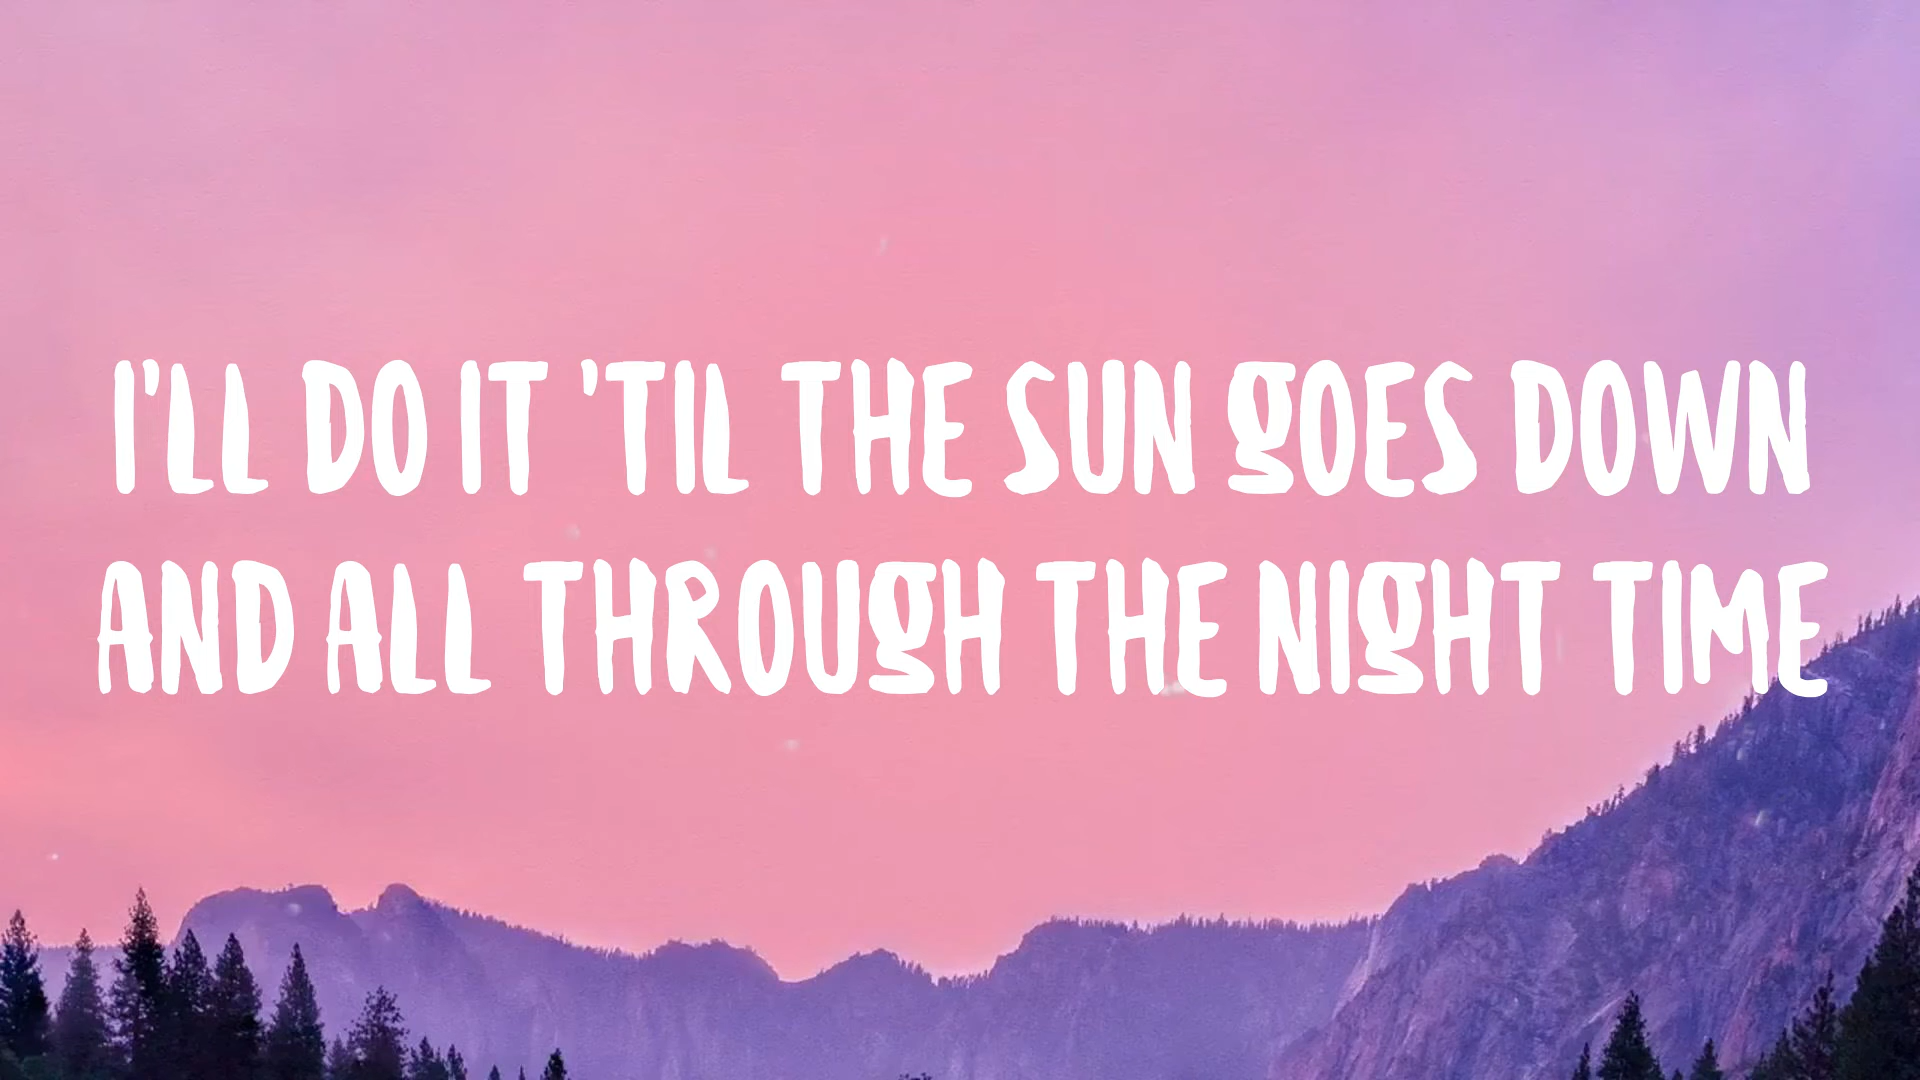 I'LL DO IT 'TIL THE SUN gOES DOWN
AND ALL THROUgH THE NIgHT TIME